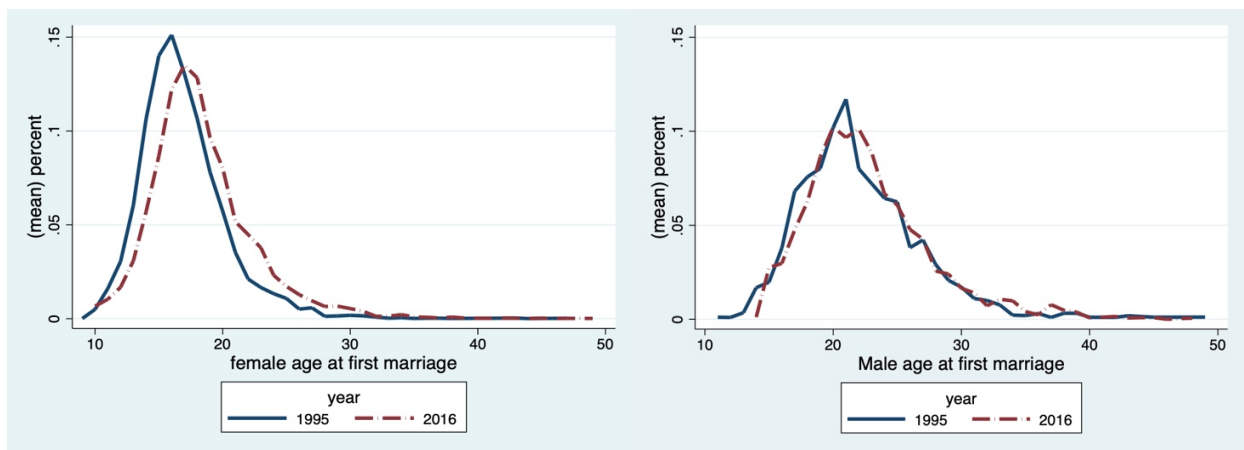 (mean) percent
.15
.1
.05
0
10 20 30 40 50
female age at first marriage
year
1995 2016
(mean) percent
.15
.1
.05
0
10 20 30 40 50
Male age at first marriage
year
1995 2016